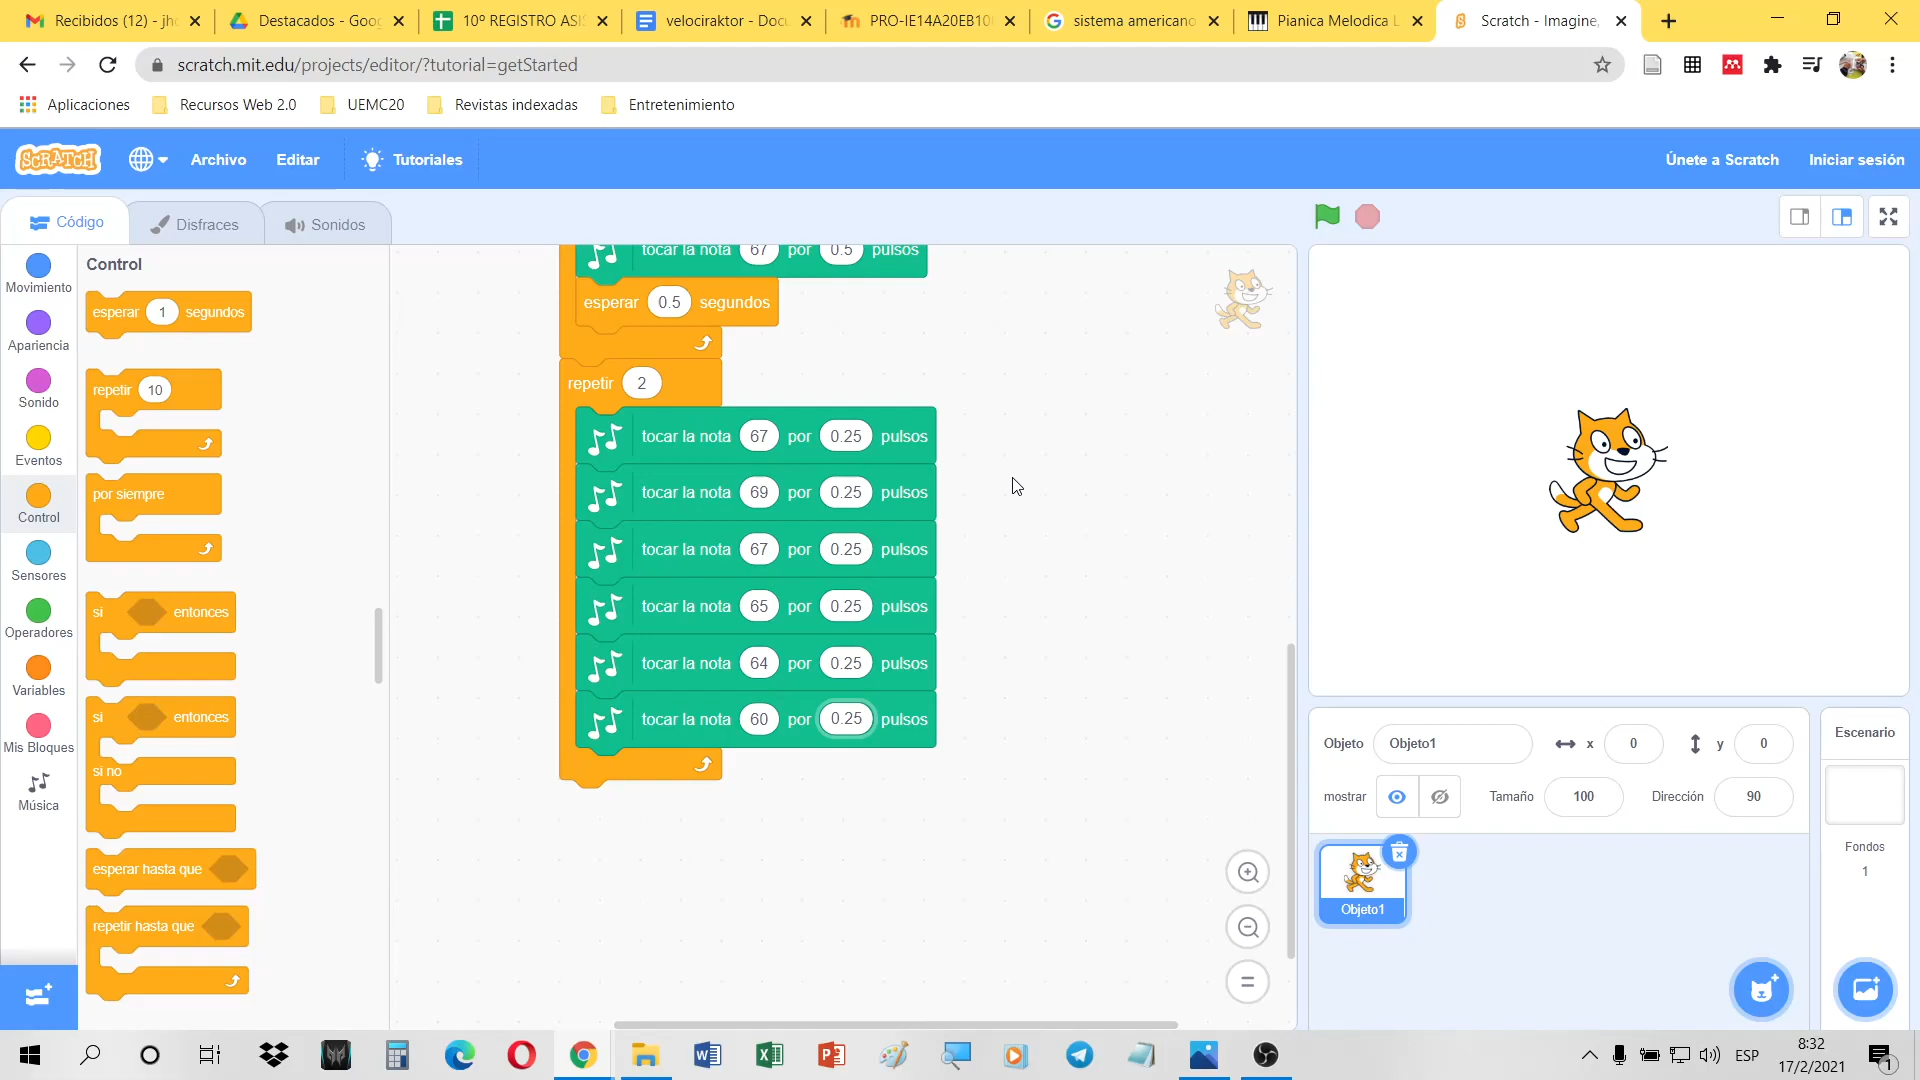 Recibidos (12) - jh
Destacados - Goog
10º REGISTRO ASIS
velociraktor - Docu
PRO-IE14A20EB10
sistema americano
Pianica Melodica L
Scratch - Imagine,
scratch.mit.edu/projects/editor/?tutorial=getStarted
Aplicaciones
Recursos Web 2.0
UEMC20
Revistas indexadas
Entretenimiento
SCRATCH
Archivo
Editar
Tutoriales
Únete a Scratch
Iniciar sesión
Código
Disfraces
Sonidos
Movimiento
Apariencia
Sonido
Eventos
Control
Sensores
Operadores
Variables
Mis Bloques
Música
Control
esperar 1 segundos
repetir 10
por siempre
si entonces
si entonces
si no
esperar hasta que
repetir hasta que
tocar la nota 67 por 0.5 pulsos
esperar 0.5 segundos
repetir 2
tocar la nota 67 por 0.25 pulsos
tocar la nota 69 por 0.25 pulsos
tocar la nota 67 por 0.25 pulsos
tocar la nota 65 por 0.25 pulsos
tocar la nota 64 por 0.25 pulsos
tocar la nota 60 por 0.25 pulsos
Objeto Objeto1 x 0 y 0
mostrar Tamaño 100 Dirección 90
Objeto1
Escenario
Fondos
1
ESP
8:32
17/2/2021
1